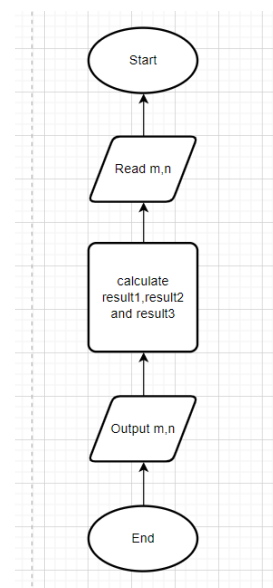 Start
Read m,n
calculate
result1,result2
and result3
Output m,n
End